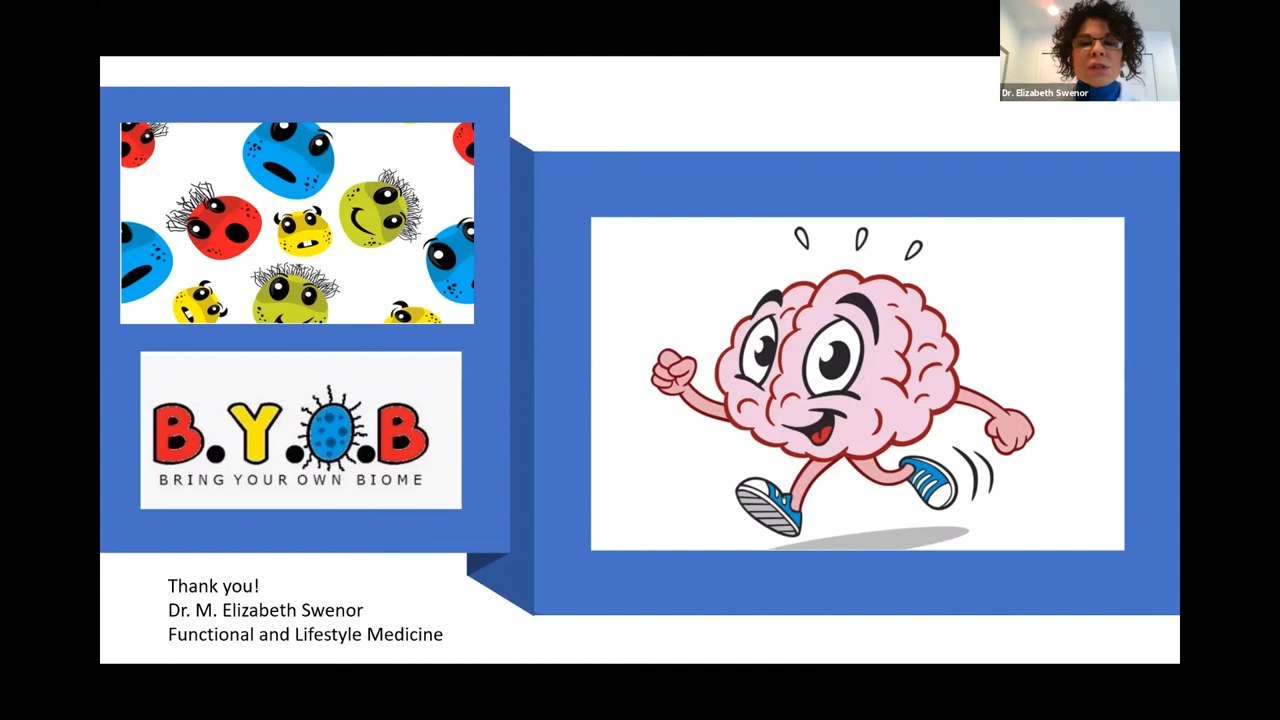 Dr. Elizabeth Swenor
B.Y.O.B
BRING YOUR OWN BIOME
Thank you!
Dr. M. Elizabeth Swenor
Functional and Lifestyle Medicine